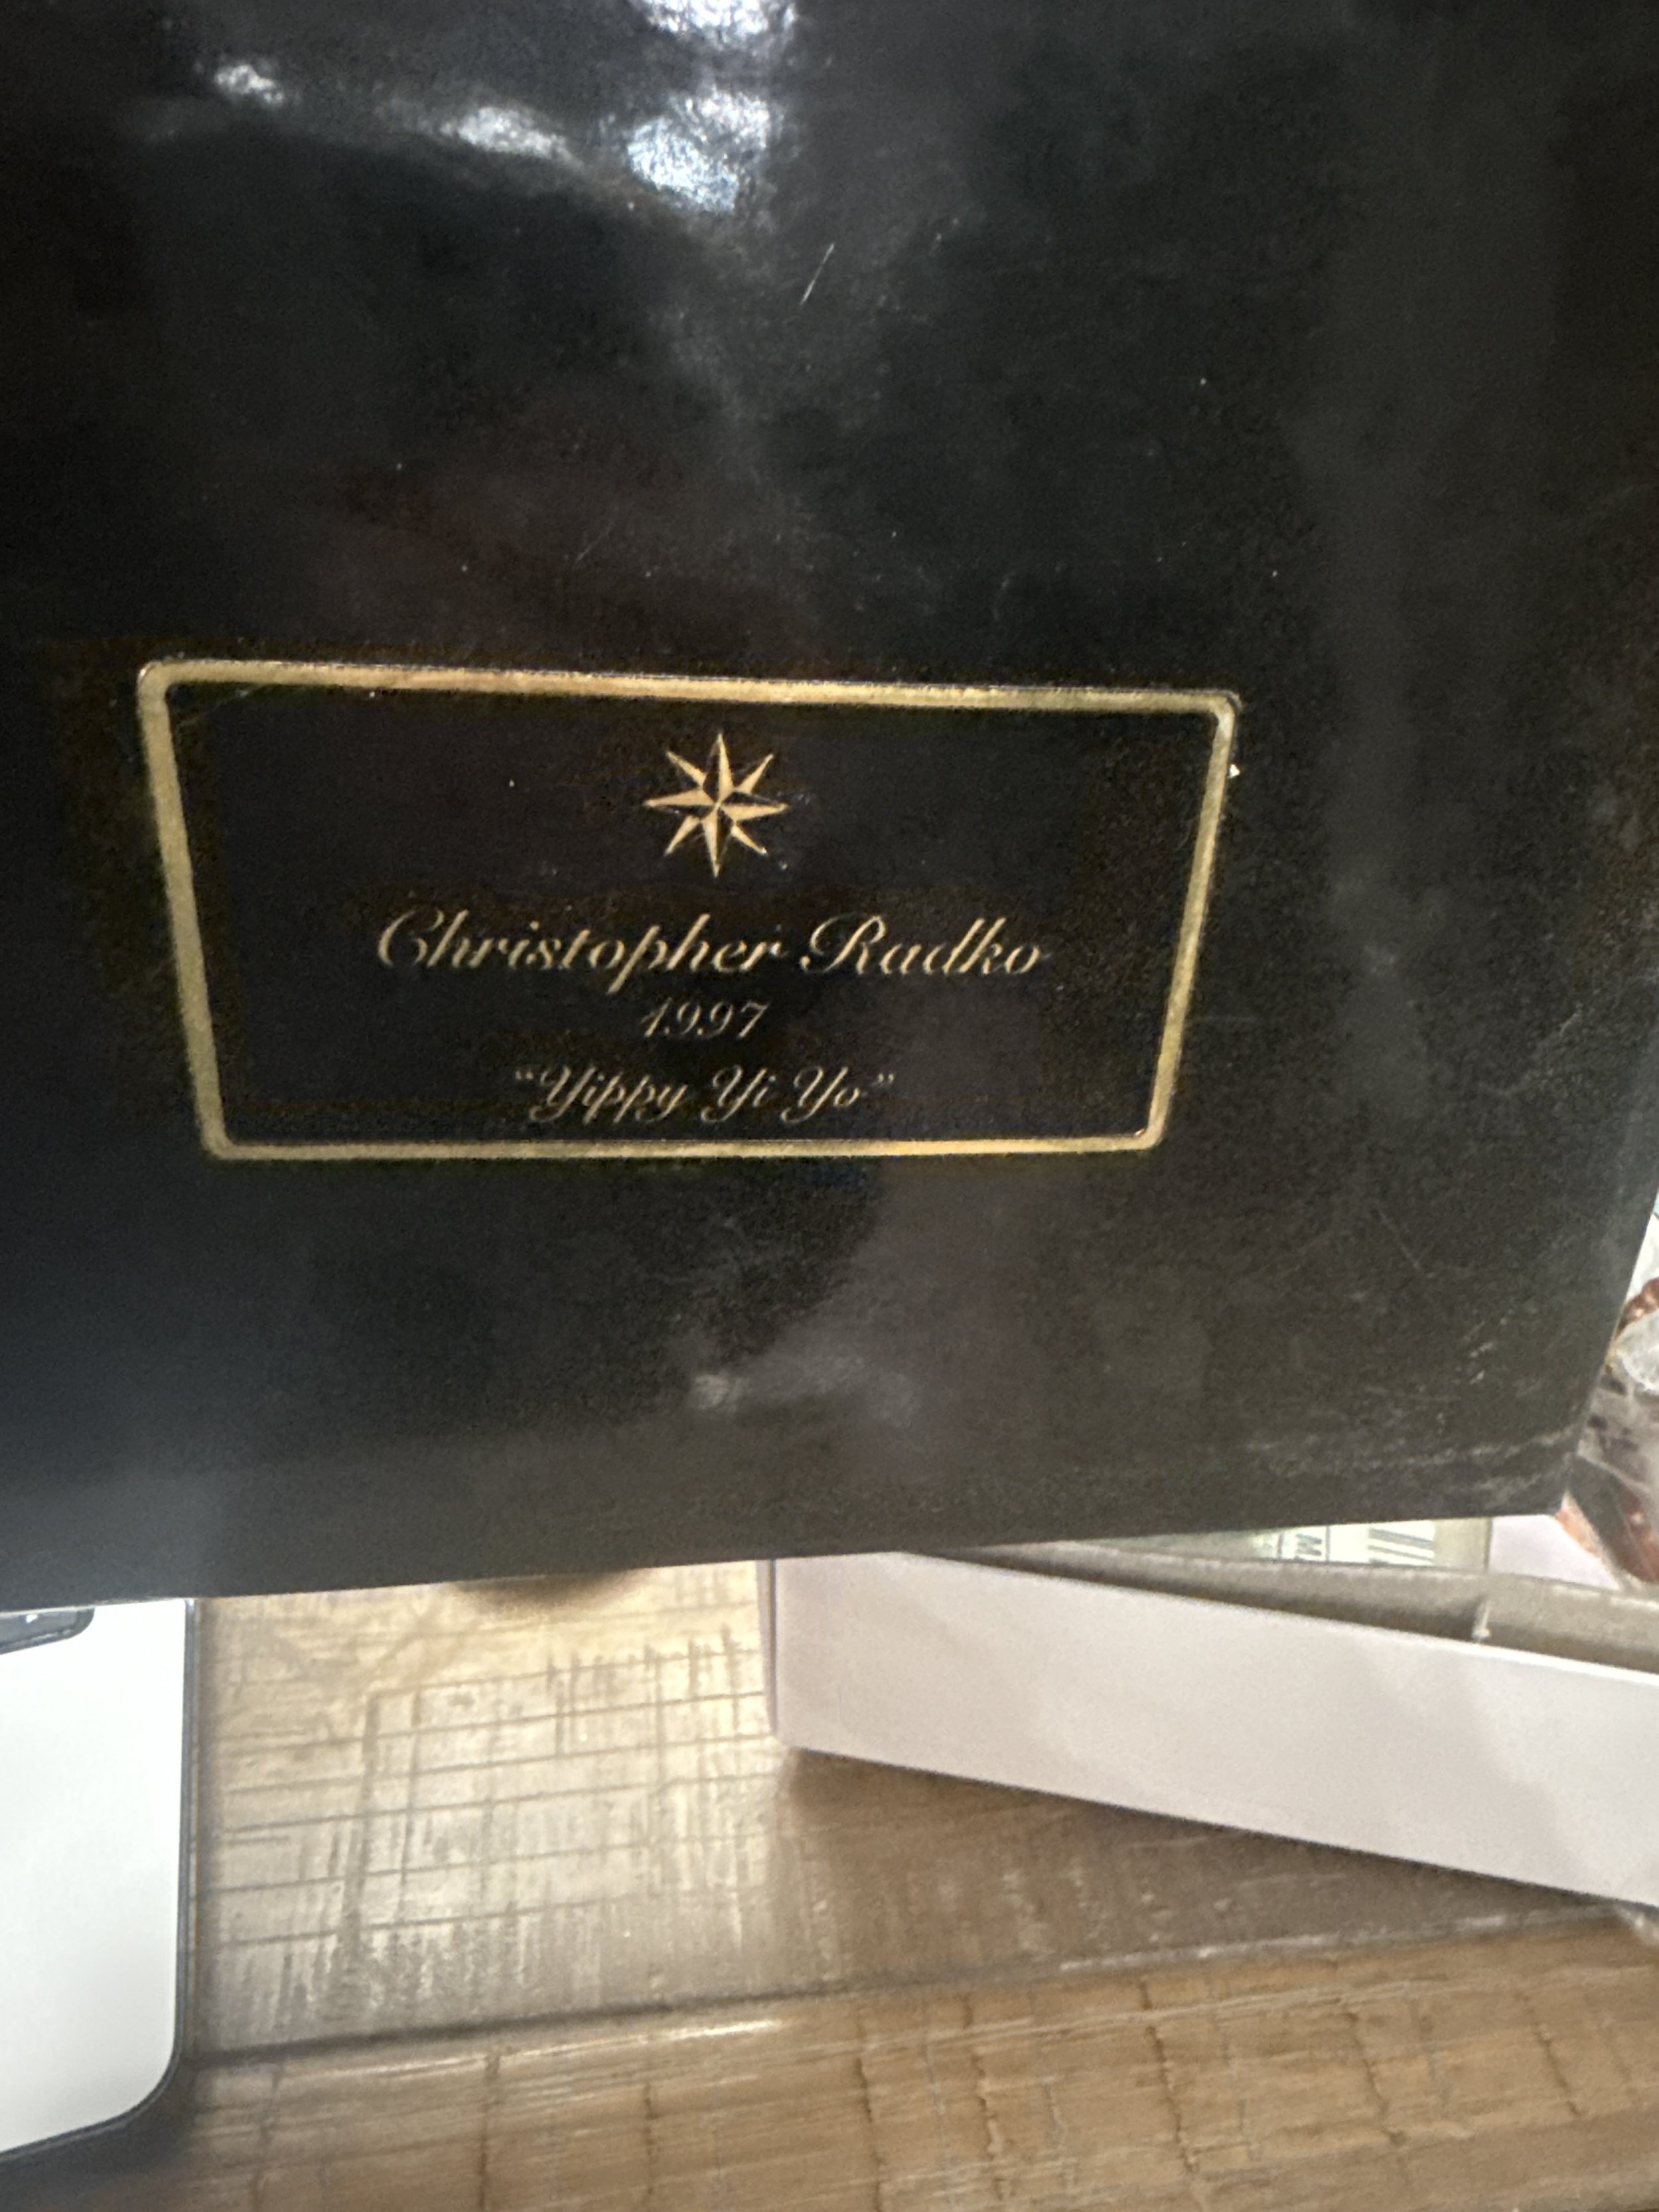 Christopher Radko
1997
“Yippy Yi Yo”